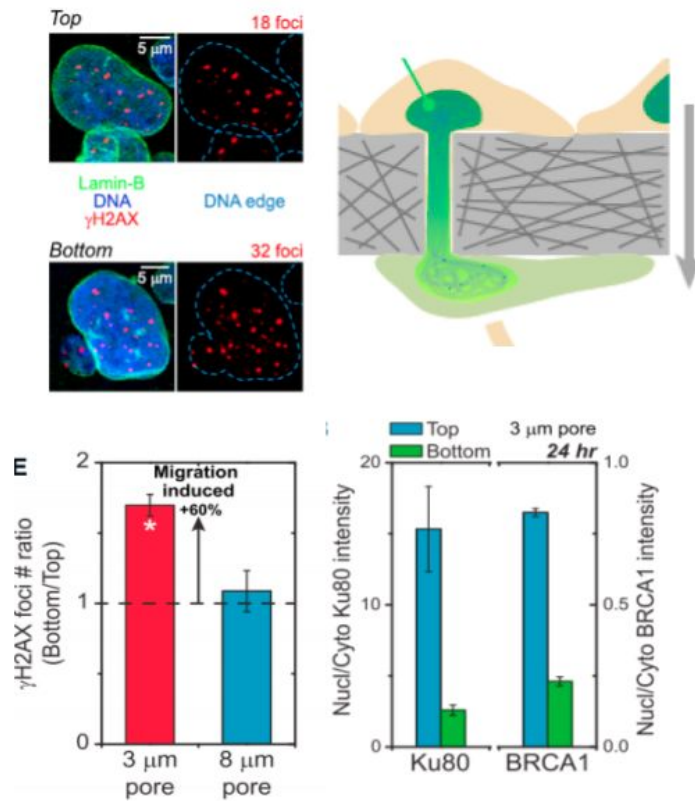 Top 18 foci
5 μm
Lamin-B
DNA
γH2AX
DNA edge
Bottom 32 foci
5 μm
E
2
1
0
γH2AX foci # ratio
(Bottom/Top)
Migration
induced
+60%
*
3 μm
pore
8 μm
pore
Top
Bottom
3 μm pore
24 hr
20
10
0
Nucl/Cyto Ku80 intensity
1.0
0.5
0.0
Nucl/Cyto BRCA1 intensity
Ku80
BRCA1